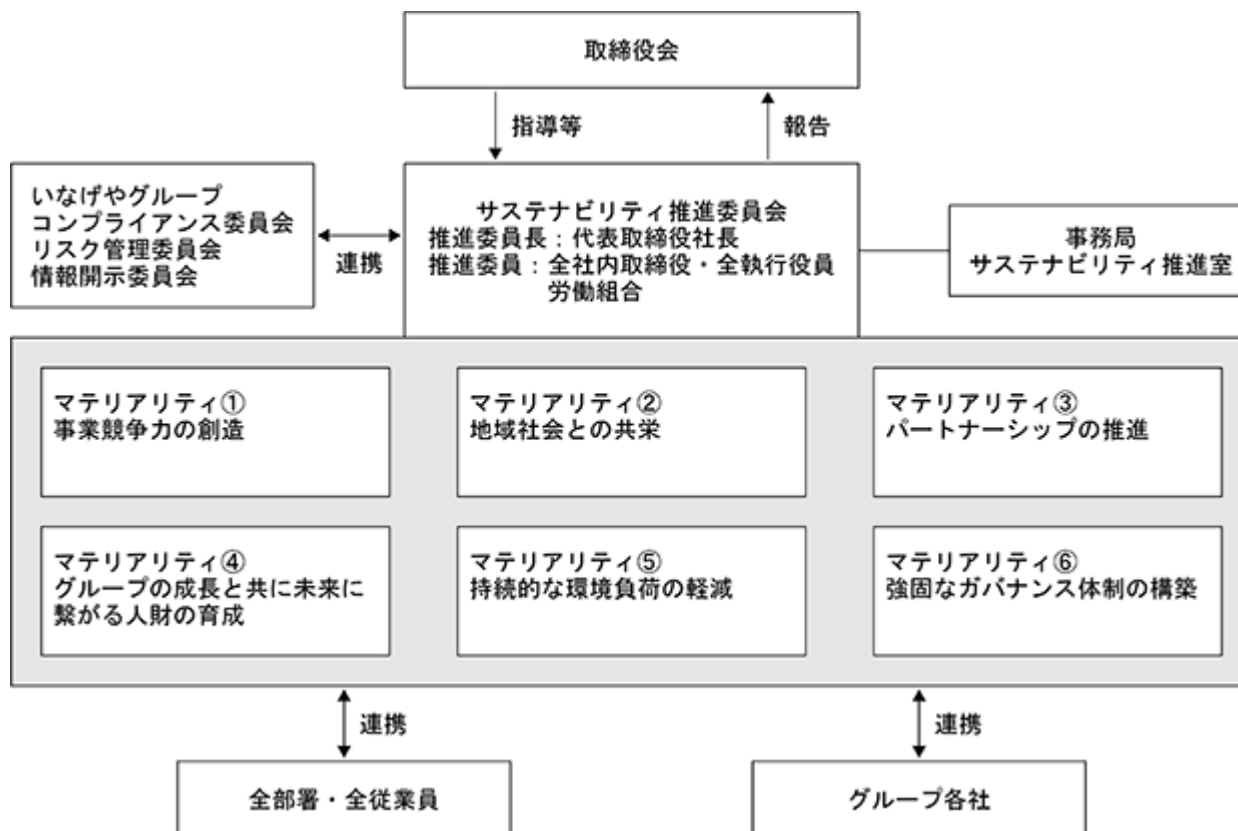 取締役会
指導等
報告
いなげやグループ
コンプライアンス委員会
リスク管理委員会
情報開示委員会
連携
サステナビリティ推進委員会
推進委員長：代表取締役社長
推進委員：全社内取締役・全執行役員
労働組合
事務局
サステナビリティ推進室
マテリアリティ①
事業競争力の創造
マテリアリティ②
地域社会との共栄
マテリアリティ③
パートナーシップの推進
マテリアリティ④
グループの成長と共に未来に
繋がる人財の育成
マテリアリティ⑤
持続的な環境負荷の軽減
マテリアリティ⑥
強固なガバナンス体制の構築
連携
連携
全部署・全従業員
グループ各社